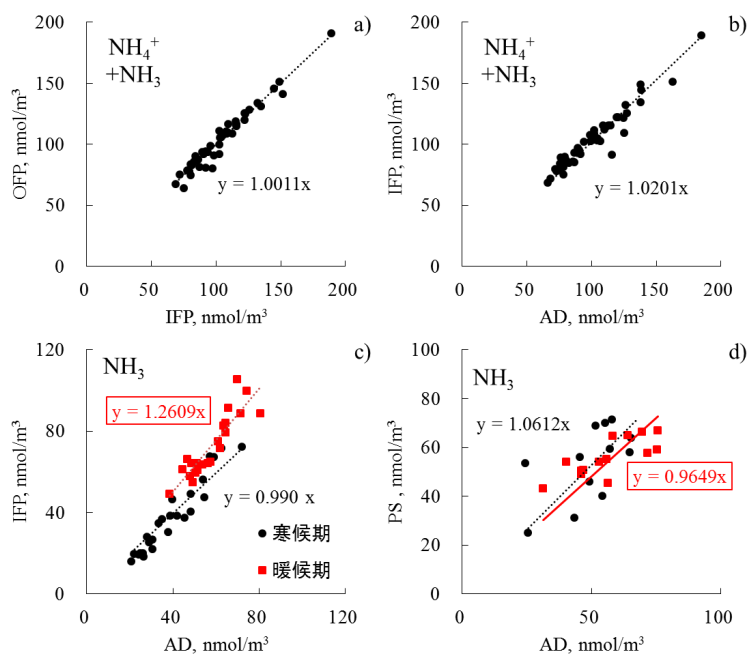 a)
NH₄⁺
+NH₃
OFP, nmol/m³
200
150
100
50
0
y = 1.0011x
0
50
100
150
200
IFP, nmol/m³
b)
NH₄⁺
+NH₃
IFP, nmol/m³
200
150
100
50
0
y = 1.0201x
0
50
100
150
200
AD, nmol/m³
c)
NH₃
IFP, nmol/m³
120
80
40
0
y = 1.2609x
y = 0.990 x
寒候期
暖候期
0
40
80
120
AD, nmol/m³
d)
NH₃
PS , nmol/m³
100
80
60
40
20
0
y = 1.0612x
y = 0.9649x
0
50
100
AD, nmol/m³